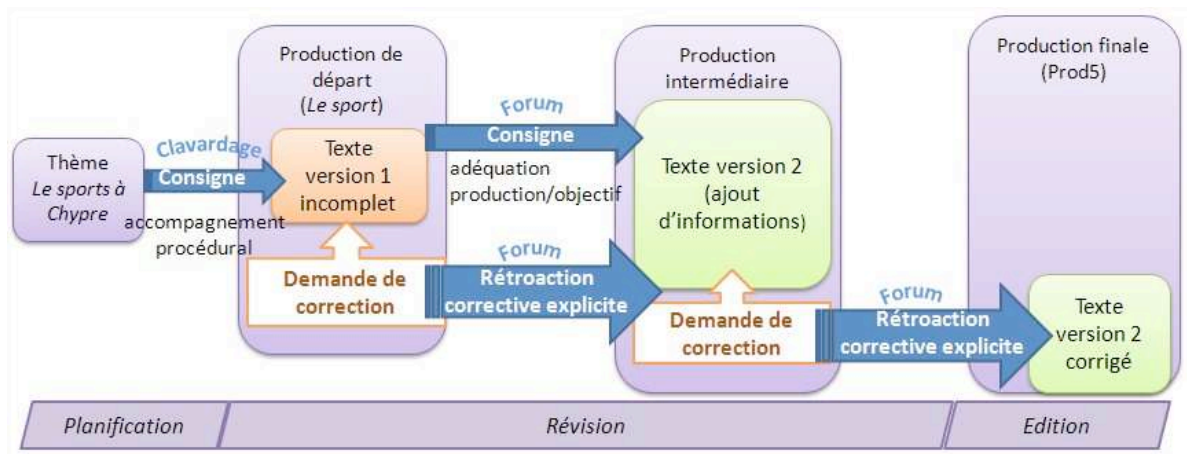 Thème
Le sports à
Chypre
Clavardage
Consigne
accompagnement
procédural
Production de
départ
(Le sport)
Texte
version 1
incomplet
Demande de
correction
Forum
Consigne
adéquation
production/objectif
Forum
Rétroaction
corrective explicite
Production
intermédiaire
Texte version 2
(ajout
d’informations)
Demande de
correction
Forum
Rétroaction
corrective explicite
Production finale
(Prod5)
Texte
version 2
corrigé
Planification
Révision
Edition